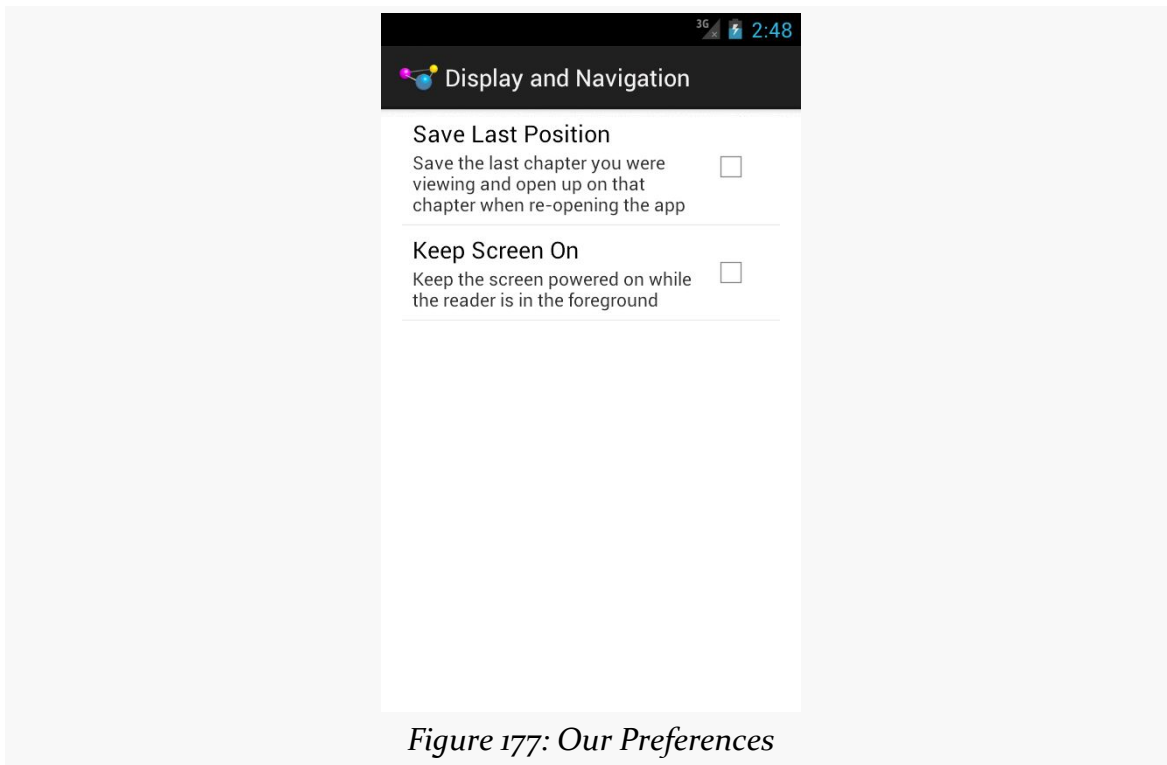 3G 2:48
Display and Navigation
Save Last Position
Save the last chapter you were
viewing and open up on that
chapter when re-opening the app
Keep Screen On
Keep the screen powered on while
the reader is in the foreground
Figure 177: Our Preferences